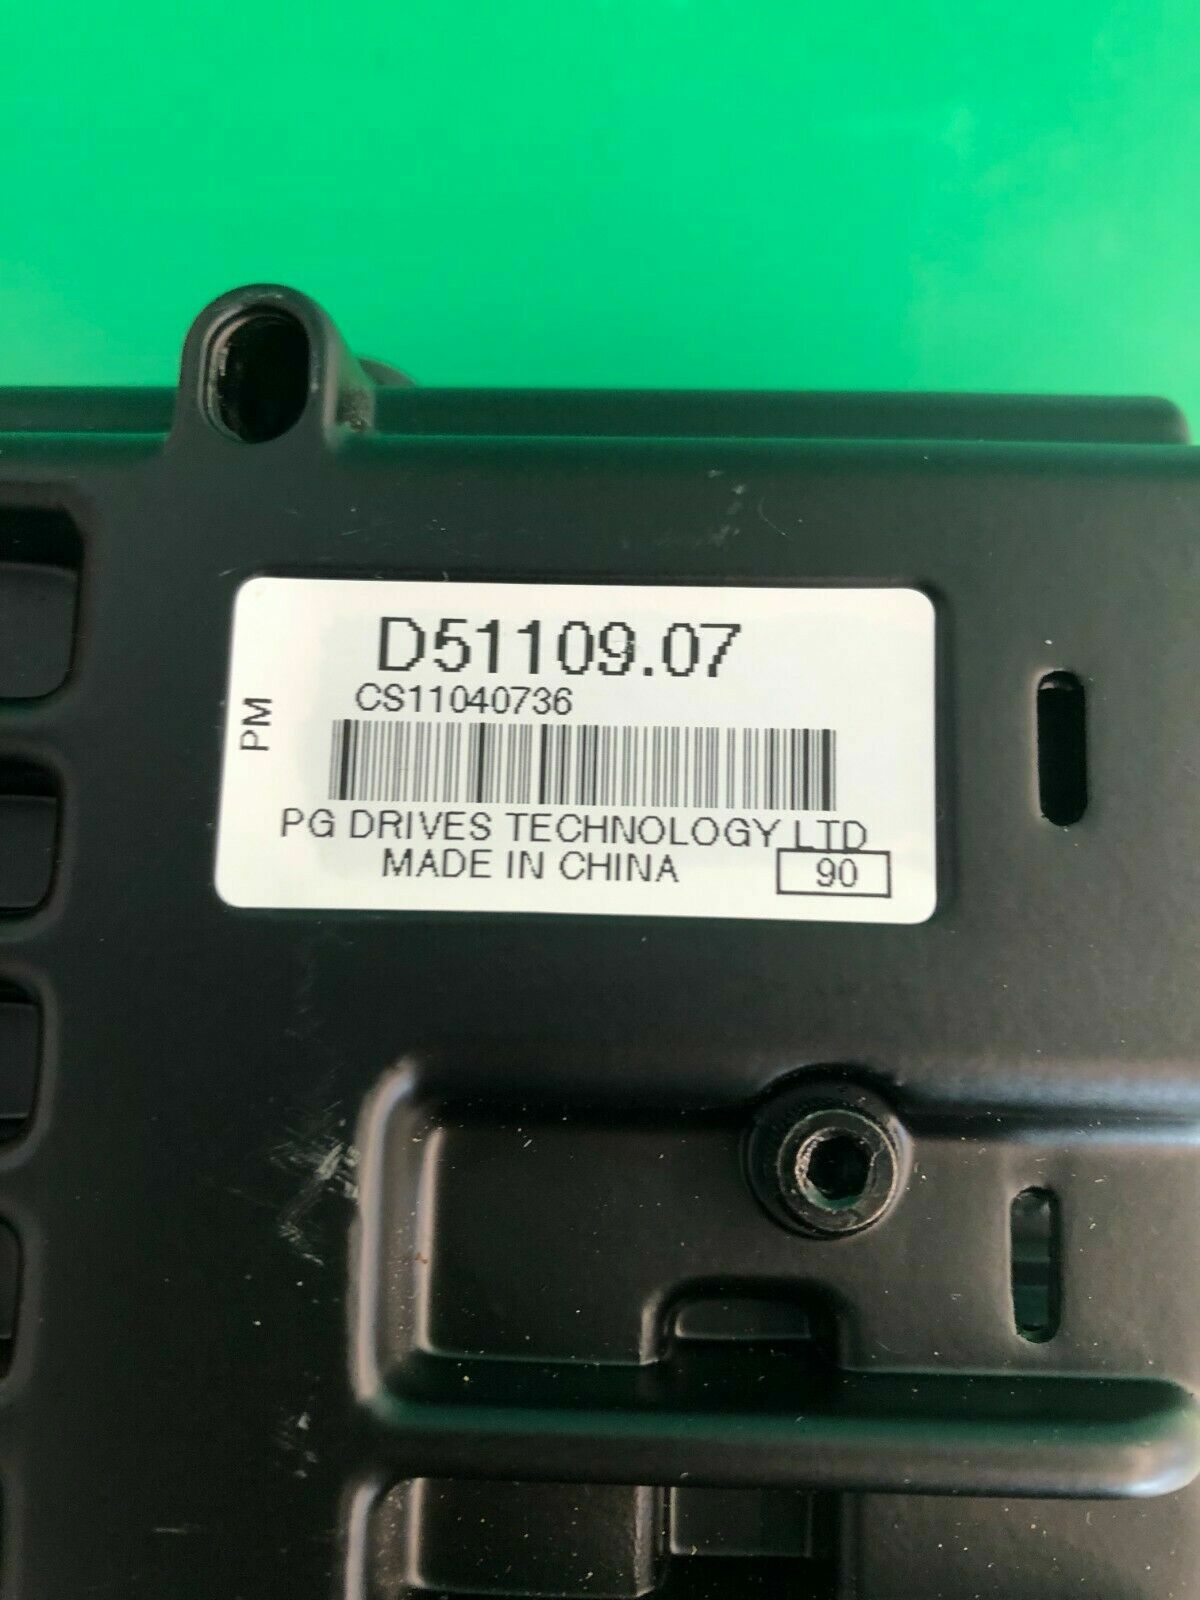 D51109.07
CS11040736
PM
PG DRIVES TECHNOLOGY LTD
MADE IN CHINA
90